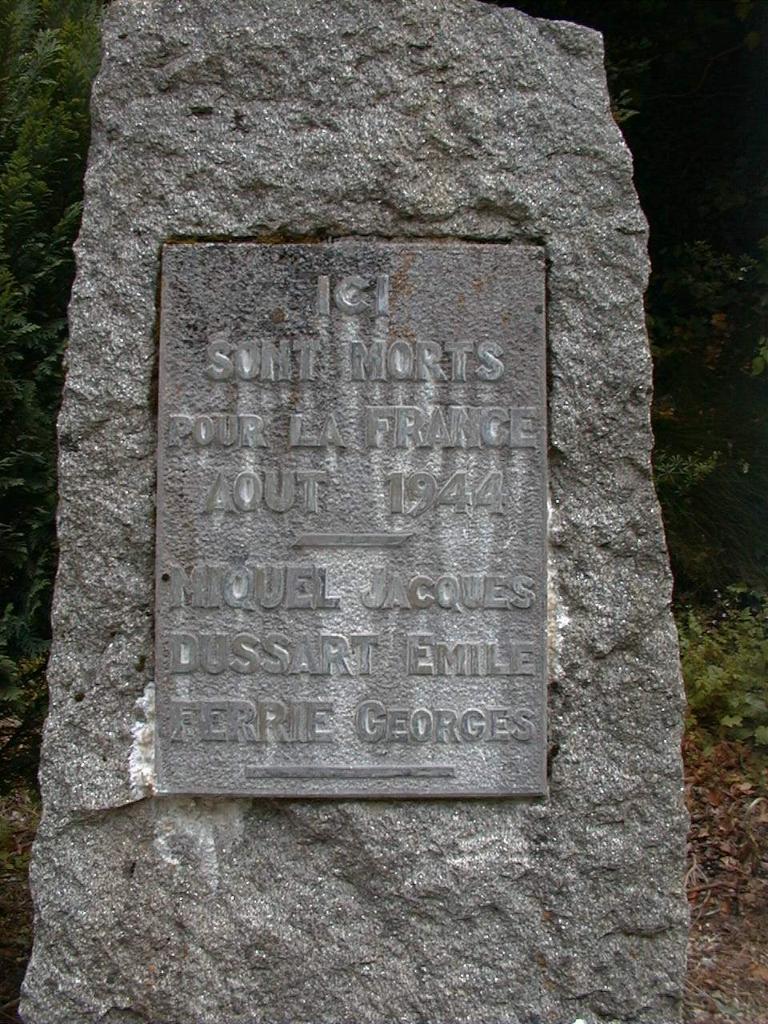 ICI
SONT MORTS
POUR LA FRANCE
AOUT 1944
MIQUEL JACQUES
DUSSART EMILE
FERRIE GEORGES